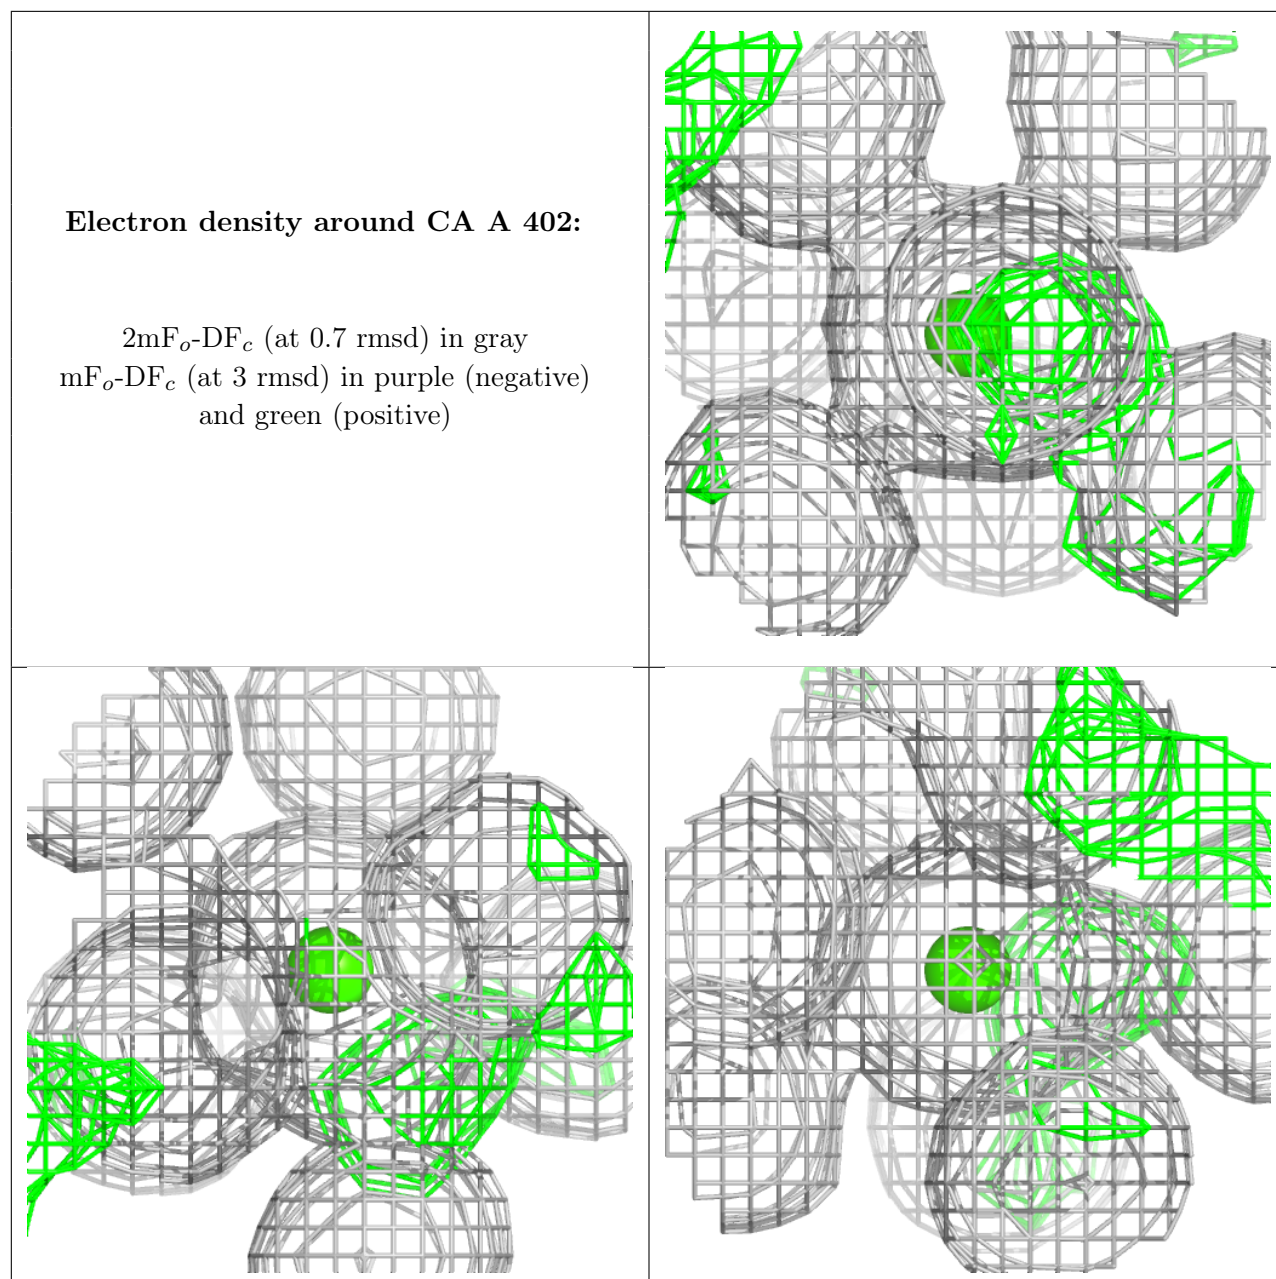 Electron density around CA A 402:
2mFo-DFc (at 0.7 rmsd) in gray
mFo-DFc (at 3 rmsd) in purple (negative)
and green (positive)